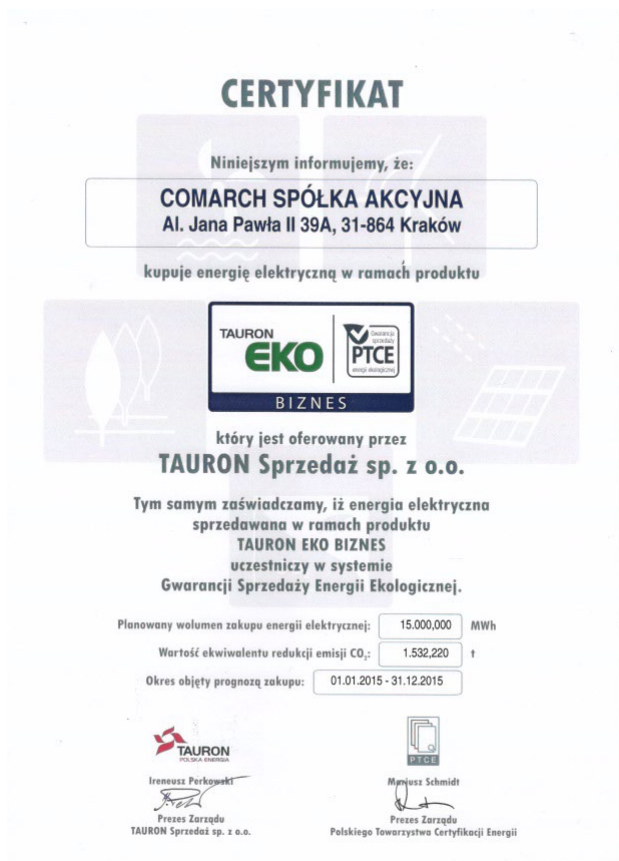 CERTYFIKAT
Niniejszym informujemy, że:
COMARCH SPÓŁKA AKCYJNA
Al. Jana Pawła II 39A, 31-864 Kraków
kupuje energię elektryczną w ramach produktu
TAURON
EKO
Gwarancja
sprzedaży
PTCE
energii ekologicznej
BIZNES
który jest oferowany przez
TAURON Sprzedaż sp. z o.o.
Tym samym zaświadczamy, iż energia elektryczna
sprzedawana w ramach produktu
TAURON EKO BIZNES
uczestniczy w systemie
Gwarancji Sprzedaży Energii Ekologicznej.
Planowany wolumen zakupu energii elektrycznej: 15.000,000 MWh
Wartość ekwiwalentu redukcji emisji CO₂: 1.532,220 t
Okres objęty prognozą zakupu: 01.01.2015 - 31.12.2015
TAURON
POLSKA ENERGIA
Ireneusz Perkowski
Prezes Zarządu
TAURON Sprzedaż sp. z o.o.
PTCE
Mariusz Schmidt
Prezes Zarządu
Polskiego Towarzystwa Certyfikacji Energii